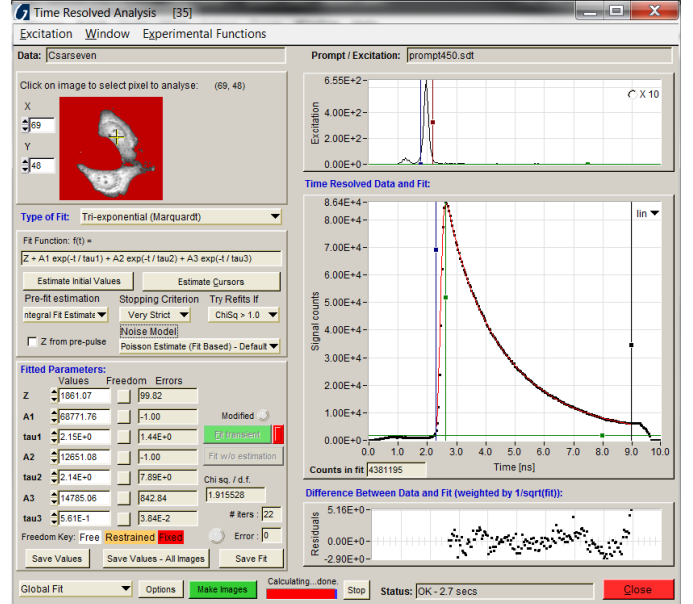 Time Resolved Analysis [35]
Excitation Window Experimental Functions
Data: Csarseven
Prompt / Excitation: prompt450.sdt
Click on image to select pixel to analyse: (69, 48)
X
69
Y
48
6.55E+2
4.00E+2
2.00E+2
0.00E+0
Excitation
X 10
Type of Fit: Tri-exponential (Marquardt)
Fit Function: f(t) =
Z + A1 exp(-t / tau1) + A2 exp(-t / tau2) + A3 exp(-t / tau3)
Estimate Initial Values Estimate Cursors
Pre-fit estimation Stopping Criterion Try Refits If
ntegral Fit Estimate Very Strict ChiSq > 1.0
Noise Model
Z from pre-pulse Poisson Estimate (Fit Based) - Default
Time Resolved Data and Fit:
8.64E+4
8.00E+4
6.00E+4
5.00E+4
4.00E+4
3.00E+4
2.00E+4
1.00E+4
0.00E+0
Signal counts
lin
0.0 1.0 2.0 3.0 4.0 5.0 6.0 7.0 8.0 9.0 10.0
Time [ns]
Counts in fit 4381195
Fitted Parameters:
Values Freedom Errors
Z 1861.07 99.82
A1 68771.76 -1.00 Modified
tau1 2.15E+0 1.44E+0 Fit transient
A2 12651.08 -1.00 Fit w/o estimation
tau2 2.14E+0 7.89E+0 Chi sq. / d.f.
A3 14785.06 842.84 1.915528
tau3 5.61E-1 3.84E-2 # iters : 22
Freedom Key: Free Restrained Fixed Error : 0
Save Values Save Values - All Images Save Fit
Difference Between Data and Fit (weighted by 1/sqrt(fit)):
5.16E+0
0.00E+0
-2.90E+0
Residuals
Global Fit Options Make Images Calculating...done. Stop Status: OK - 2.7 secs Close